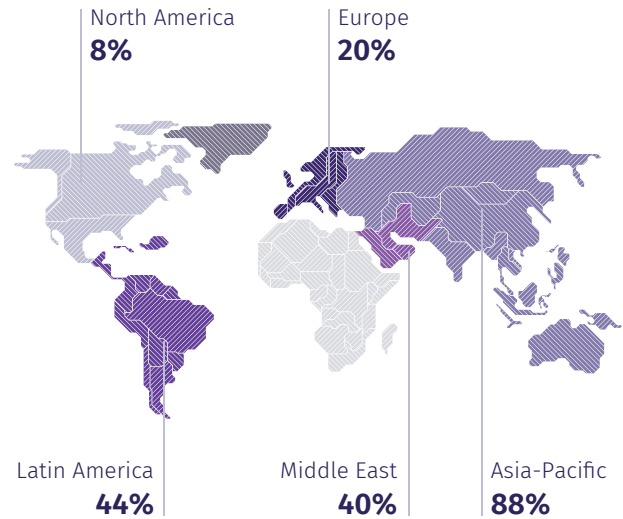 North America
8%
Europe
20%
Latin America
44%
Middle East
40%
Asia-Pacific
88%